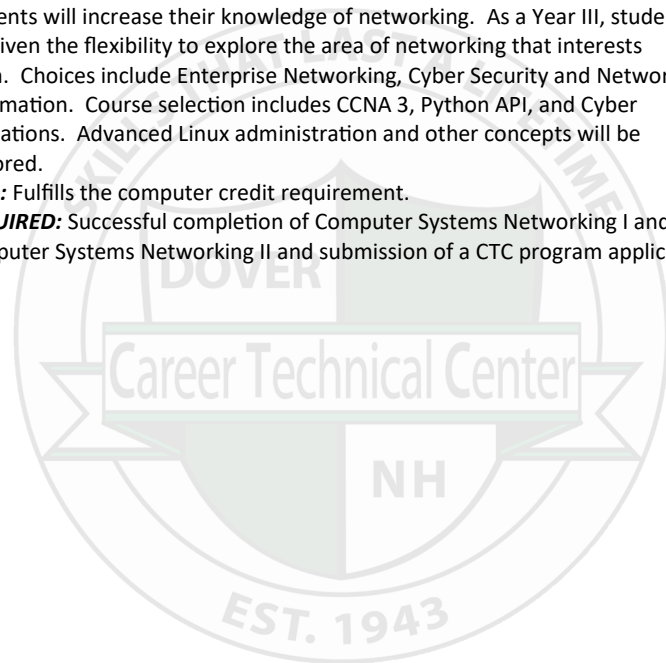 ents will increase their knowledge of networking. As a Year III, stude
iven the flexibility to explore the area of networking that interests
. Choices include Enterprise Networking, Cyber Security and Networ
mation. Course selection includes CCNA 3, Python API, and Cyber
ations. Advanced Linux administration and other concepts will be
ored.
: Fulfills the computer credit requirement.
UIRED: Successful completion of Computer Systems Networking I and
puter Systems Networking II and submission of a CTC program applic
SKILLS THAT LAST A LIFETIME
DOVER
Career Technical Center
NH
EST. 1943